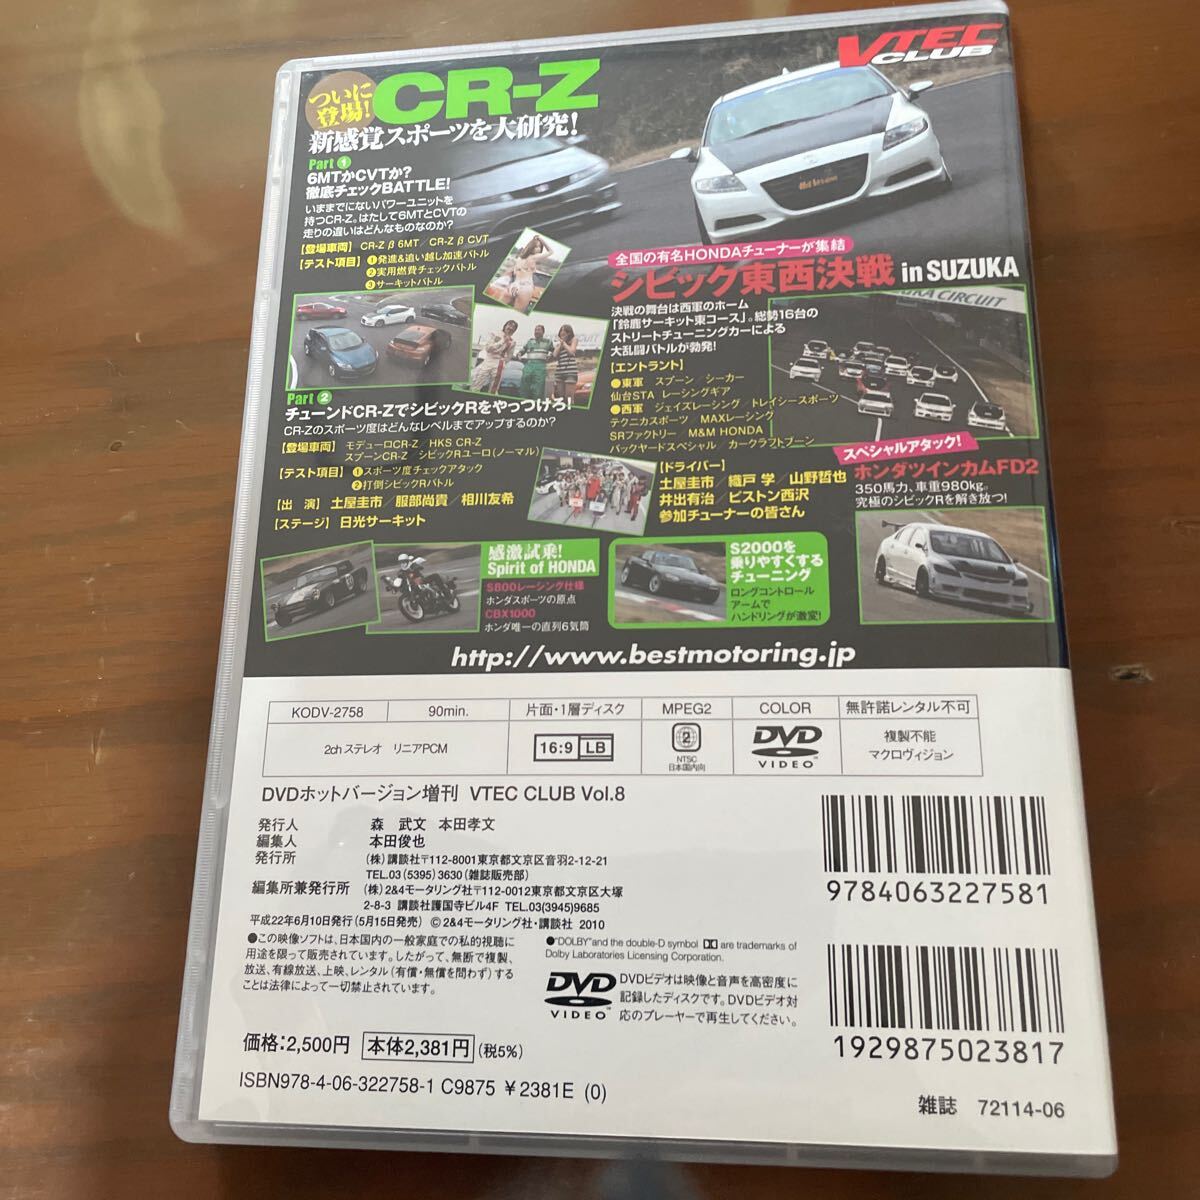 VTEC CLUB
ついに登場!
CR-Z
新感覚スポーツを大研究!
Part 1
6MTかCVTか?
徹底チェックBATTLE!
いままでにないパワーユニットを
持つCR-Z。はたして6MTとCVTの
走りの違いはどんなものなのか?
【登場車両】 CR-Z β 6MT／CR-Z β CVT
【テスト項目】 ❶発進&追い越し加速バトル
❷実用燃費チェックバトル
❸サーキットバトル
Part 2
チューンドCR-ZでシビックRをやっつけろ!
CR-Zのスポーツ度はどんなレベルまでアップするのか?
【登場車両】 モデューロCR-Z／HKS CR-Z
スプーンCR-Z／シビックRユーロ(ノーマル)
【テスト項目】 ❶スポーツ度チェックアタック
❷打倒シビックRバトル
【出 演】 土屋圭市／服部尚貴／相川友希
【ステージ】 日光サーキット
全国の有名HONDAチューナーが集結
シビック東西決戦 in SUZUKA
決戦の舞台は西軍のホーム
「鈴鹿サーキット東コース」。総勢16台の
ストリートチューニングカーによる
大乱闘バトルが勃発!
【エントラント】
●東軍 スプーン／シーカー
仙台STA レーシングギア
●西軍 ジェイズレーシング／トレイシースポーツ
テクニカスポーツ／MAXレーシング
SRファクトリー／M&M HONDA
バックヤードスペシャル／カークラフトブーン
【ドライバー】
土屋圭市／織戸 学／山野哲也
井出有治／ピストン西沢
参加チューナーの皆さん
スペシャルアタック!
ホンダツインカムFD2
350馬力、車重980kg。
究極のシビックRを解き放つ!
感激試乗!
Spirit of HONDA
S800レーシング仕様
ホンダスポーツの原点
CBX1000
ホンダ唯一の直列6気筒
S2000を
乗りやすくする
チューニング
ロングコントロール
アームで
ハンドリングが激変!
http://www.bestmotoring.jp
KODV-2758 90min. 片面・1層ディスク MPEG2 COLOR 無許諾レンタル不可
2chステレオ リニアPCM 16:9 LB 2 NTSC 日本国内向 DVD VIDEO 複製不能 マクロヴィジョン
DVDホットバージョン増刊 VTEC CLUB Vol.8
発行人 森 武文 本田孝文
編集人 本田俊也
発行所 (株)講談社〒112-8001東京都文京区音羽2-12-21
TEL.03(5395)3630(雑誌販売部)
編集所兼発行所 (株)2&4モータリング社〒112-0012東京都文京区大塚
2-8-3 講談社護国寺ビル4F TEL.03(3945)9685
平成22年6月10日発行(5月15日発売) ©2&4モータリング社・講談社 2010
●この映像ソフトは、日本国内の一般家庭での私的視聴に
用途を限って販売されています。したがって、無断で複製、
放送、有線放送、上映、レンタル(有償・無償を問わず)する
ことは法律によって一切禁止されています。
●"DOLBY"and the double-D symbol are trademarks of
Dolby Laboratories Licensing Corporation.
DVD VIDEO
DVDビデオは映像と音声を高密度に
記録したディスクです。DVDビデオ対
応のプレーヤーで再生してください。
9784063227581
1929875023817
価格:2,500円 本体2,381円 (税5%)
ISBN978-4-06-322758-1 C9875 ¥2381E (0)
雑誌 72114-06